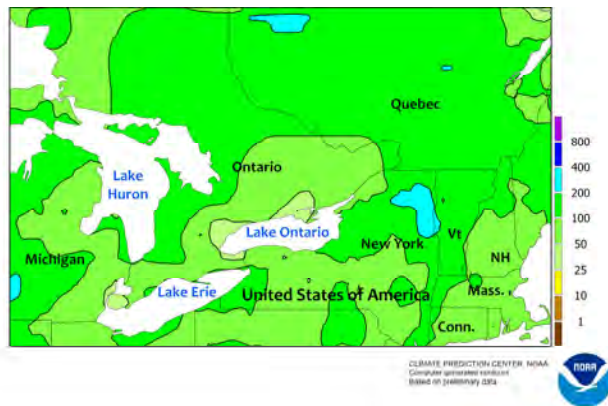 Quebec
Ontario
Lake
Huron
Lake Ontario
Michigan
New York
Vt
NH
Lake Erie
United States of America
Mass.
Conn.
800
400
200
100
50
25
10
1
CLIMATE PREDICTION CENTER, NOAA
Computer generated contours
Based on preliminary data
NOAA